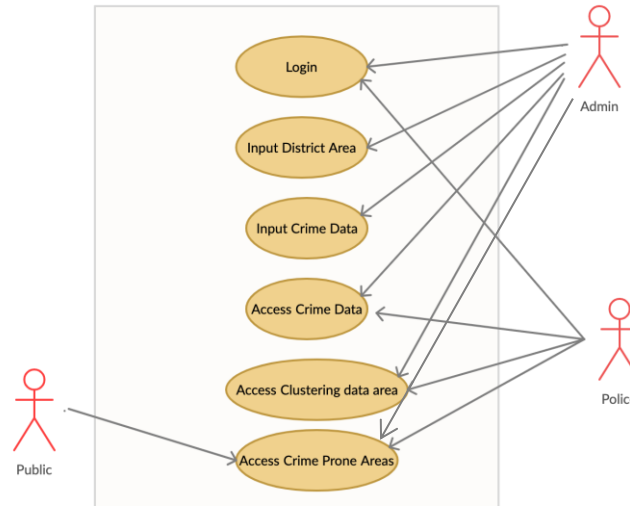 Login
Admin
Input District Area
Input Crime Data
Access Crime Data
Access Clustering data area
Polic
Access Crime Prone Areas
Public